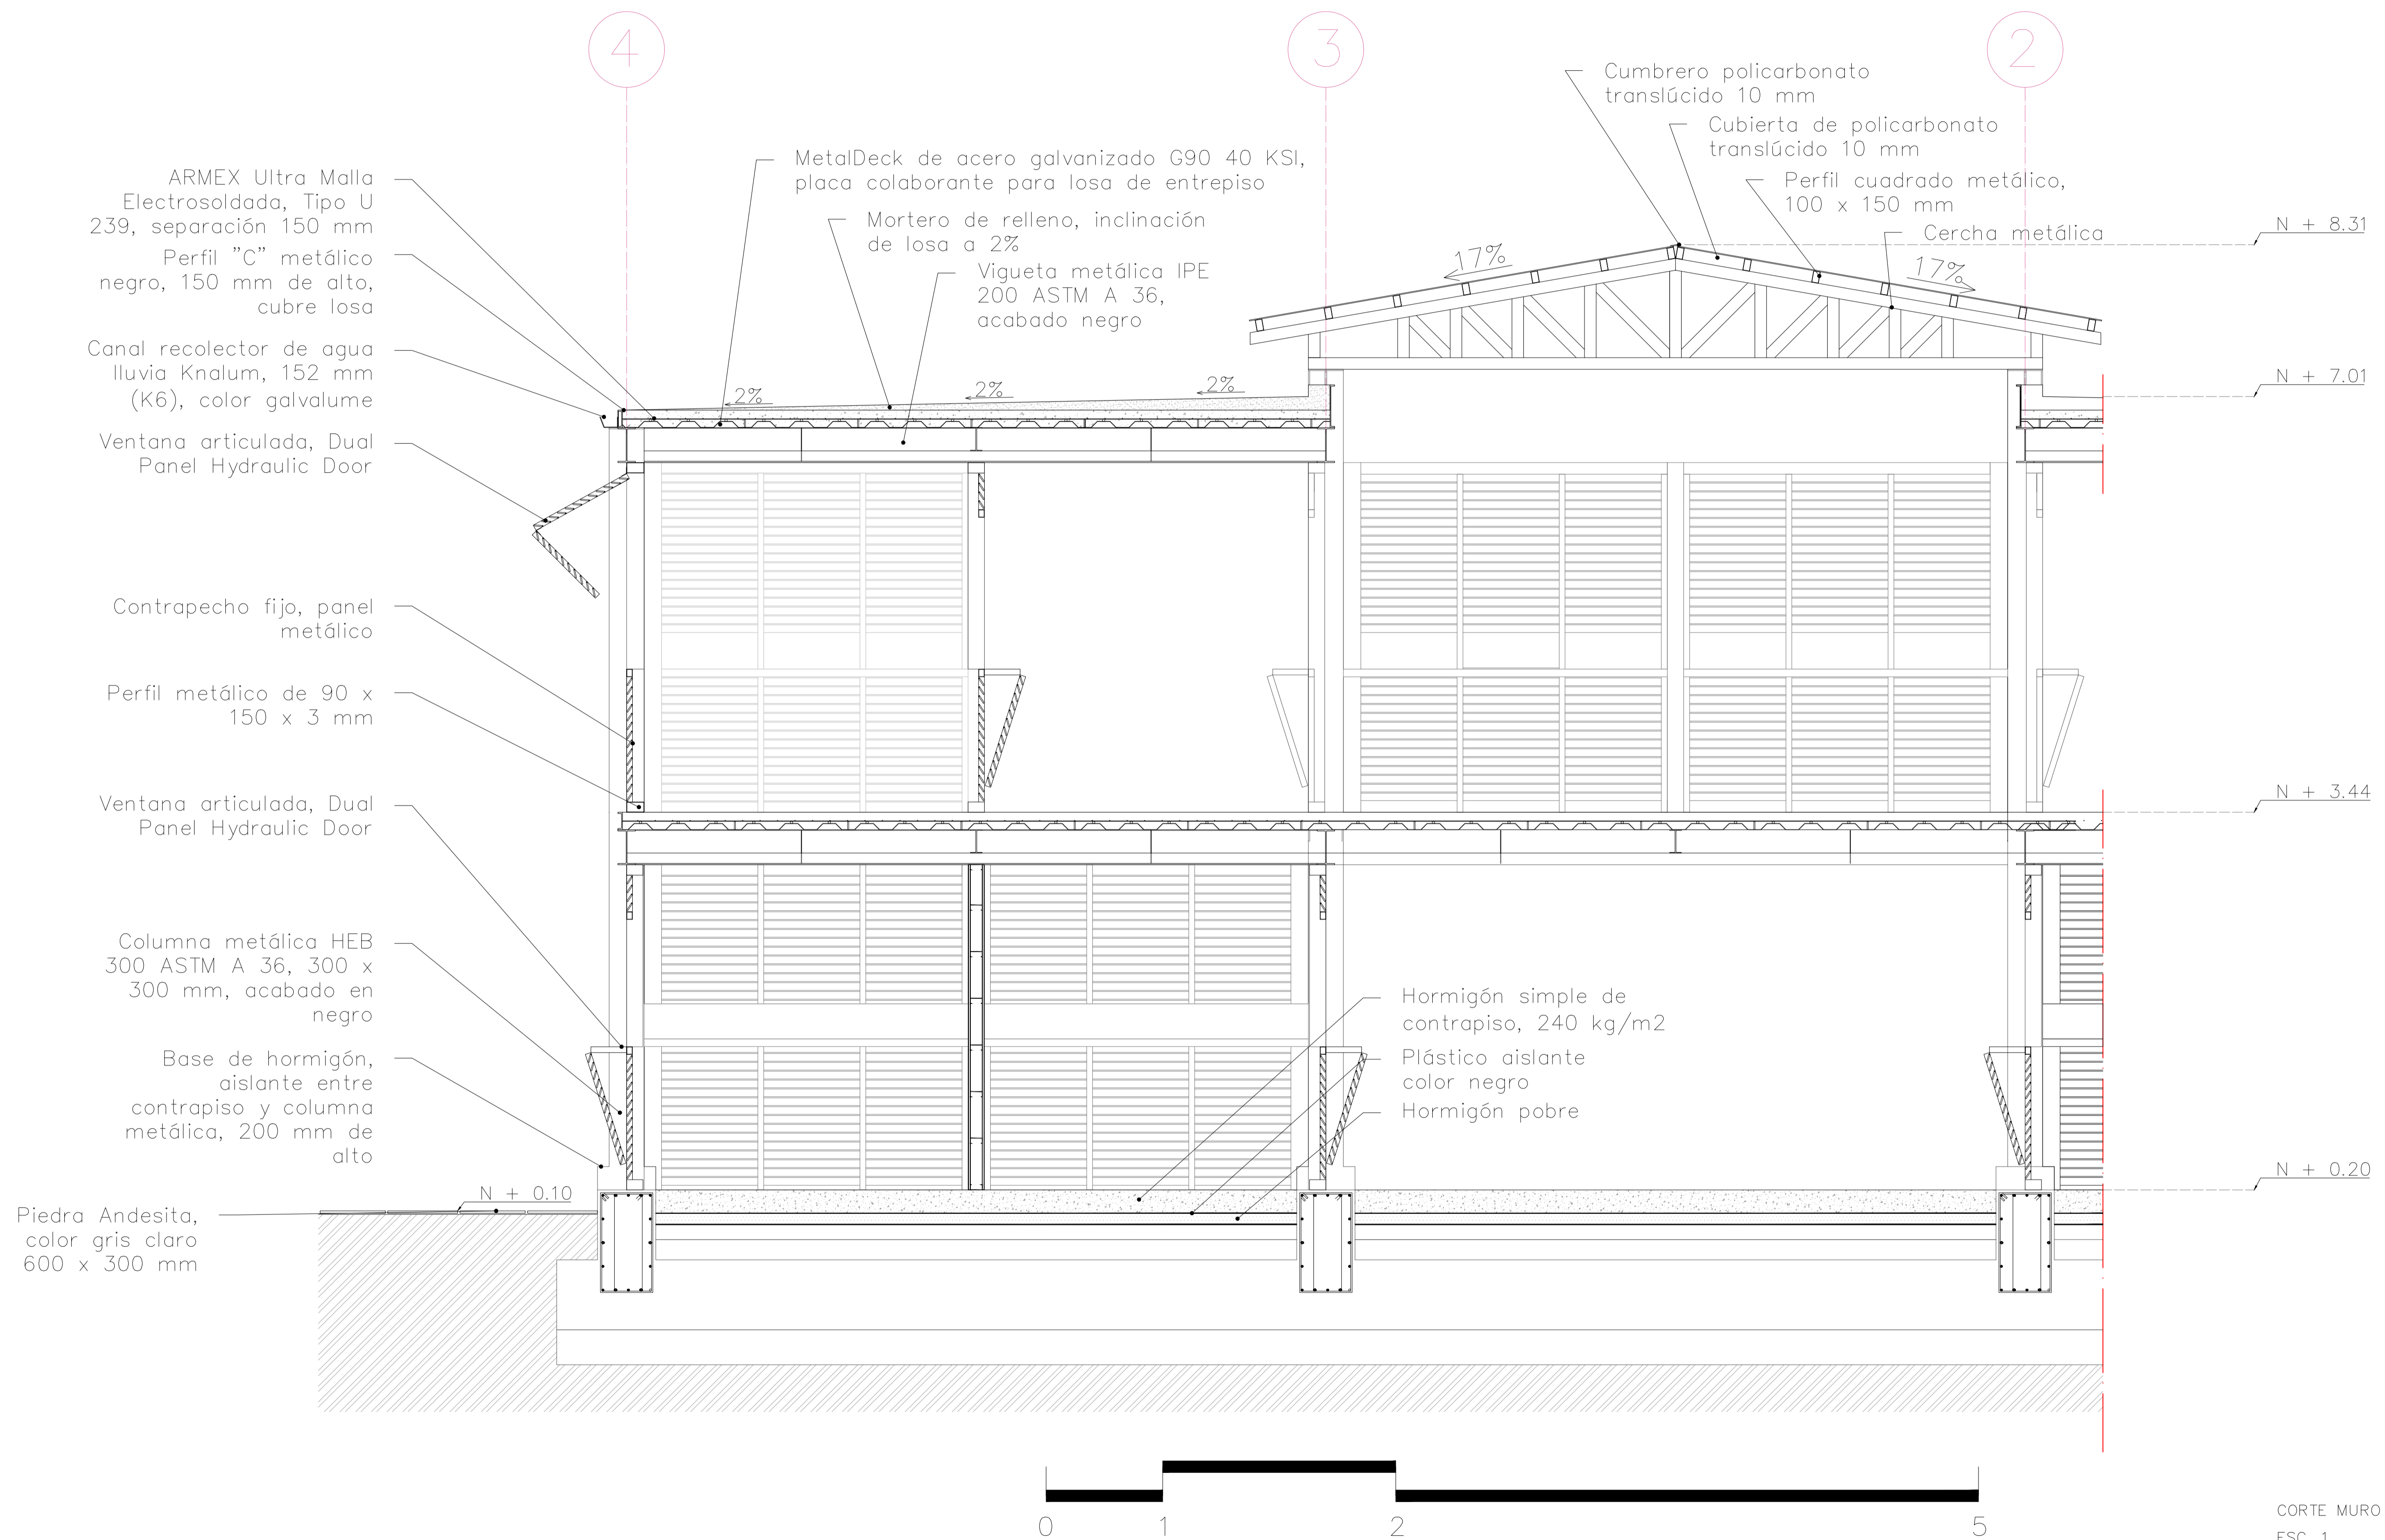 4
3
2
Cumbrero policarbonato
translúcido 10 mm
Cubierta de policarbonato
translúcido 10 mm
Perfil cuadrado metálico,
100 x 150 mm
Cercha metálica
MetalDeck de acero galvanizado G90 40 KSI,
placa colaborante para losa de entrepiso
Mortero de relleno, inclinación
de losa a 2%
Vigueta metálica IPE
200 ASTM A 36,
acabado negro
17%
17%
2%
2%
2%
ARMEX Ultra Malla
Electrosoldada, Tipo U
239, separación 150 mm
Perfil "C" metálico
negro, 150 mm de alto,
cubre losa
Canal recolector de agua
lluvia Knalum, 152 mm
(K6), color galvalume
Ventana articulada, Dual
Panel Hydraulic Door
Contrapecho fijo, panel
metálico
Perfil metálico de 90 x
150 x 3 mm
Ventana articulada, Dual
Panel Hydraulic Door
Columna metálica HEB
300 ASTM A 36, 300 x
300 mm, acabado en
negro
Base de hormigón,
aislante entre
contrapiso y columna
metálica, 200 mm de
alto
Piedra Andesita,
color gris claro
600 x 300 mm
N + 0.10
Hormigón simple de
contrapiso, 240 kg/m2
Plástico aislante
color negro
Hormigón pobre
N + 8.31
N + 7.01
N + 3.44
N + 0.20
0 1 2 5
CORTE MURO
ESC 1